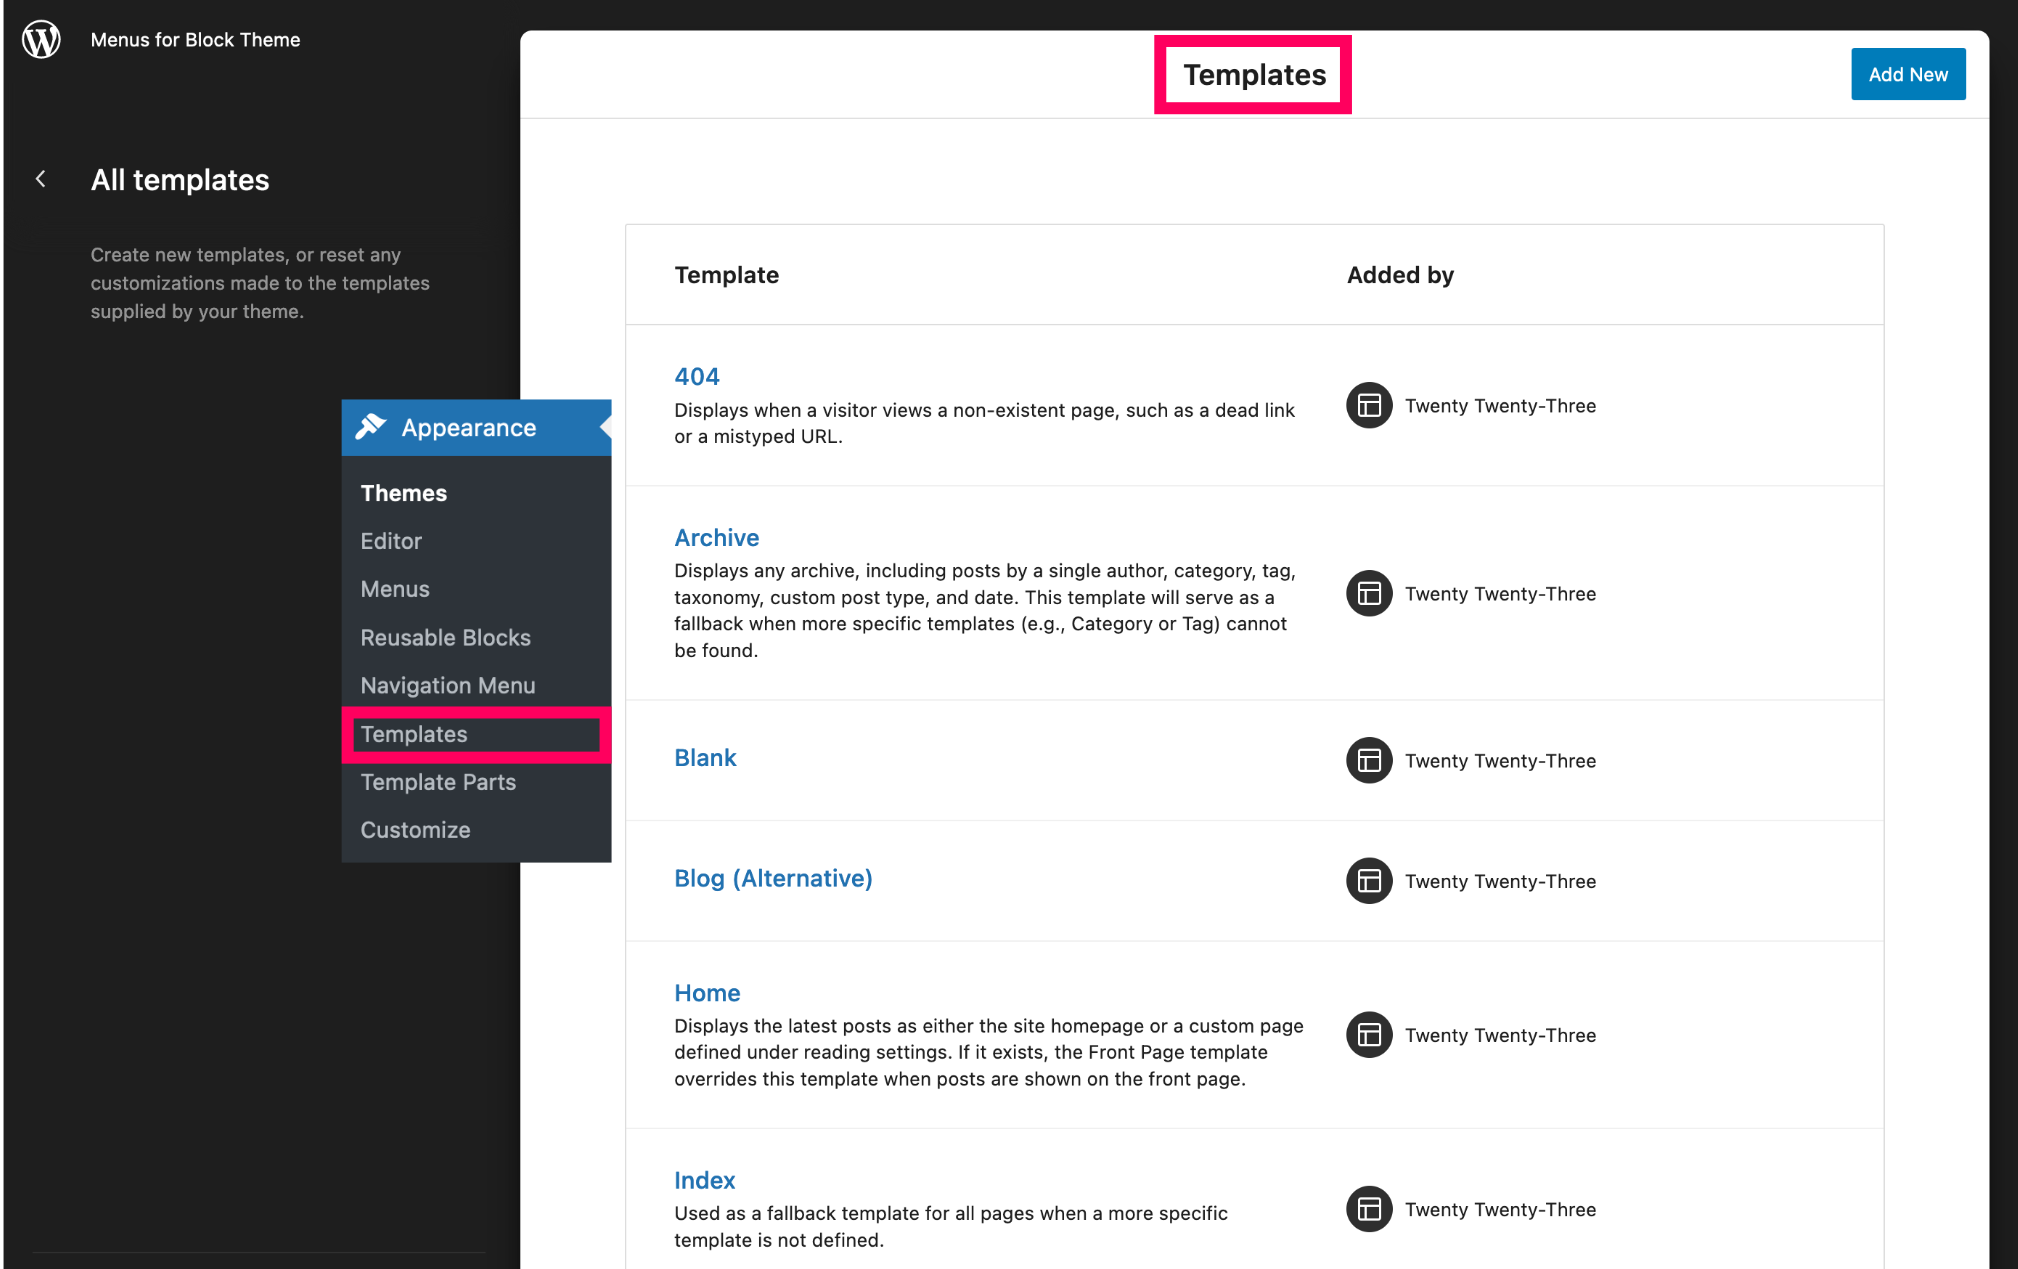 Menus for Block Theme
All templates
Create new templates, or reset any
customizations made to the templates
supplied by your theme.
Appearance
Themes
Editor
Menus
Reusable Blocks
Navigation Menu
Templates
Template Parts
Customize
Templates
Add New
Template Added by
404
Displays when a visitor views a non-existent page, such as a dead link
or a mistyped URL.
Twenty Twenty-Three
Archive
Displays any archive, including posts by a single author, category, tag,
taxonomy, custom post type, and date. This template will serve as a
fallback when more specific templates (e.g., Category or Tag) cannot
be found.
Twenty Twenty-Three
Blank
Twenty Twenty-Three
Blog (Alternative)
Twenty Twenty-Three
Home
Displays the latest posts as either the site homepage or a custom page
defined under reading settings. If it exists, the Front Page template
overrides this template when posts are shown on the front page.
Twenty Twenty-Three
Index
Used as a fallback template for all pages when a more specific
template is not defined.
Twenty Twenty-Three